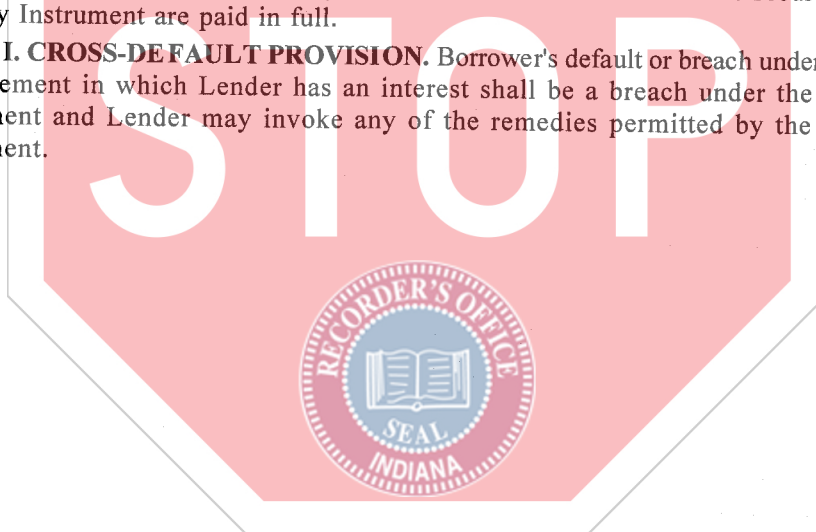 y Instrument are paid in full.
I. CROSS-DEFAULT PROVISION. Borrower's default or breach under
ement in which Lender has an interest shall be a breach under the
ent and Lender may invoke any of the remedies permitted by the
ent.
STOP
RECORDER'S OFFICE
SEAL
INDIANA